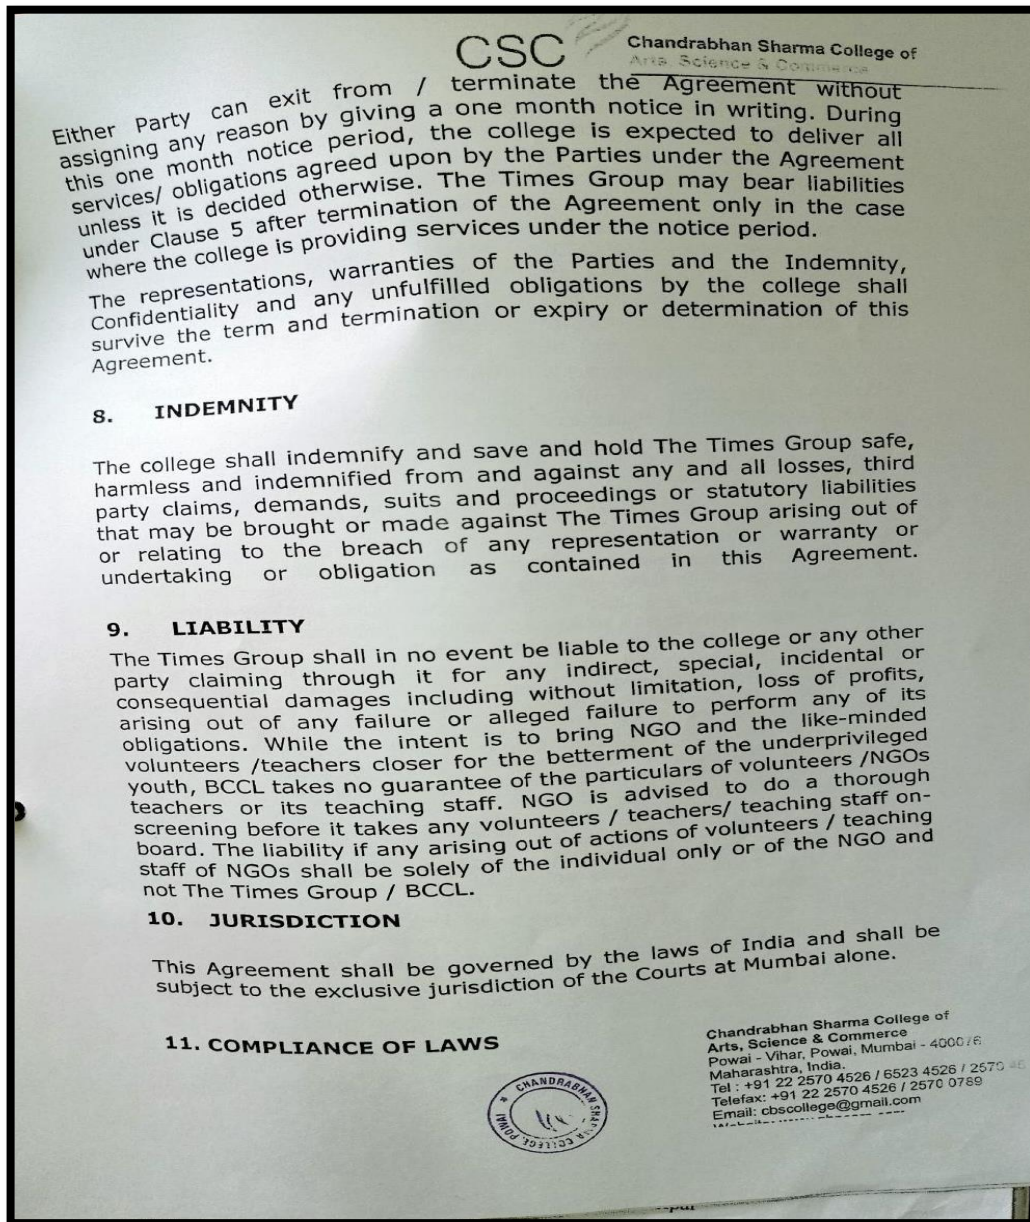 CSC
Chandrabhan Sharma College of
Arts, Science & Commerce
Either Party can exit from / terminate the Agreement without
assigning any reason by giving a one month notice in writing. During
this one month notice period, the college is expected to deliver all
services/ obligations agreed upon by the Parties under the Agreement
unless it is decided otherwise. The Times Group may bear liabilities
under Clause 5 after termination of the Agreement only in the case
where the college is providing services under the notice period.
The representations, warranties of the Parties and the Indemnity,
Confidentiality and any unfulfilled obligations by the college shall
survive the term and termination or expiry or determination of this
Agreement.
8. INDEMNITY
The college shall indemnify and save and hold The Times Group safe,
harmless and indemnified from and against any and all losses, third
party claims, demands, suits and proceedings or statutory liabilities
that may be brought or made against The Times Group arising out of
or relating to the breach of any representation or warranty or
undertaking or obligation as contained in this Agreement.
9. LIABILITY
The Times Group shall in no event be liable to the college or any other
party claiming through it for any indirect, special, incidental or
consequential damages including without limitation, loss of profits,
arising out of any failure or alleged failure to perform any of its
obligations. While the intent is to bring NGO and the like-minded
volunteers /teachers closer for the betterment of the underprivileged
youth, BCCL takes no guarantee of the particulars of volunteers /NGOs
teachers or its teaching staff. NGO is advised to do a thorough
screening before it takes any volunteers / teachers/ teaching staff on-
board. The liability if any arising out of actions of volunteers / teaching
staff of NGOs shall be solely of the individual only or of the NGO and
not The Times Group / BCCL.
10. JURISDICTION
This Agreement shall be governed by the laws of India and shall be
subject to the exclusive jurisdiction of the Courts at Mumbai alone.
11. COMPLIANCE OF LAWS
CHANDRABHAN SHARMA COLLEGE, POWAI
Chandrabhan Sharma College of
Arts, Science & Commerce
Powai - Vihar, Powai, Mumbai - 400076
Maharashtra, India.
Tel : +91 22 2570 4526 / 6523 4526 / 2570
Telefax: +91 22 2570 4526 / 2570 0789
Email: cbscollege@gmail.com